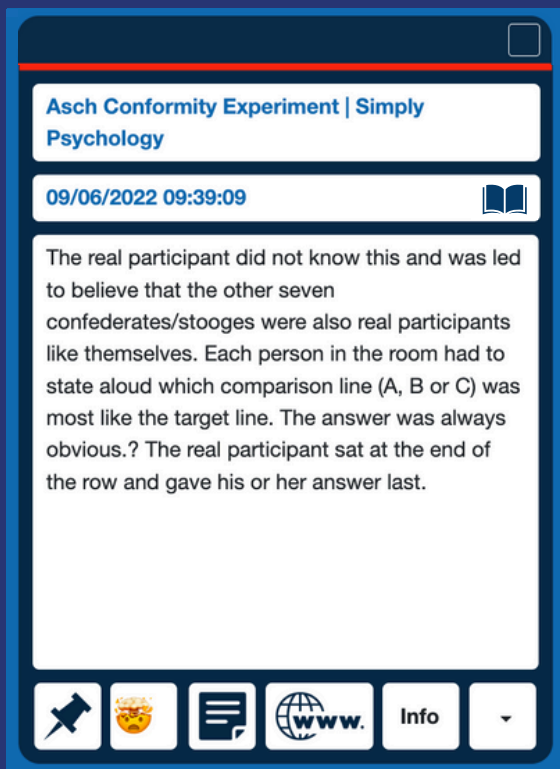 Asch Conformity Experiment | Simply
Psychology
09/06/2022 09:39:09
The real participant did not know this and was led
to believe that the other seven
confederates/stooges were also real participants
like themselves. Each person in the room had to
state aloud which comparison line (A, B or C) was
most like the target line. The answer was always
obvious.? The real participant sat at the end of
the row and gave his or her answer last.
www.
Info